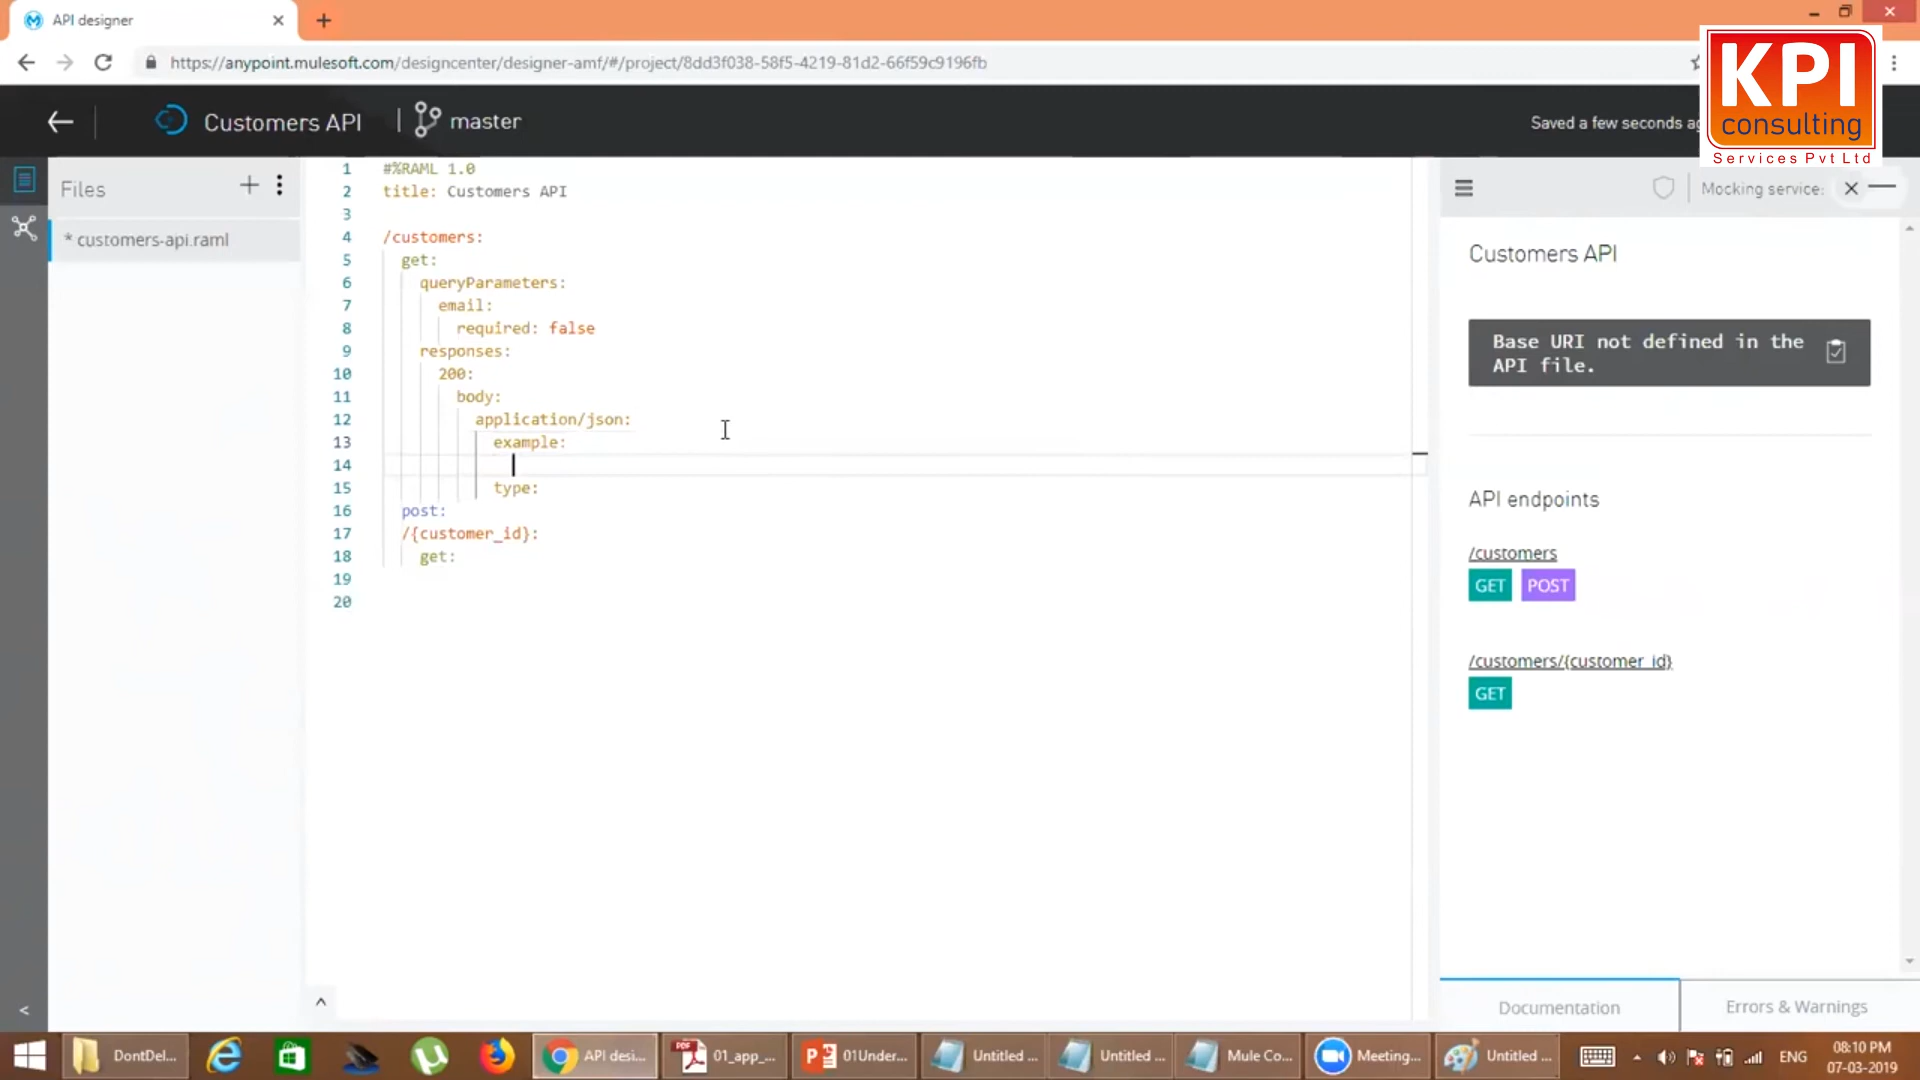 API designer
https://anypoint.mulesoft.com/designcenter/designer-amf/#/project/8dd3f038-58f5-4219-81d2-66f59c9196fb
KPI
consulting
Services Pvt Ltd
Customers API
master
Saved a few seconds ag
Files
* customers-api.raml
1 #%RAML 1.0
2 title: Customers API
3
4 /customers:
5 get:
6 queryParameters:
7 email:
8 required: false
9 responses:
10 200:
11 body:
12 application/json:
13 example:
14
15 type:
16 post:
17 /{customer_id}:
18 get:
19
20
Mocking service:
Customers API
Base URI not defined in the
API file.
API endpoints
/customers
GET POST
/customers/{customer_id}
GET
Documentation
Errors & Warnings
DontDel...
API desi...
01_app_...
01Under...
Untitled ...
Untitled ...
Mule Co...
Meeting...
Untitled ...
ENG
08:10 PM
07-03-2019